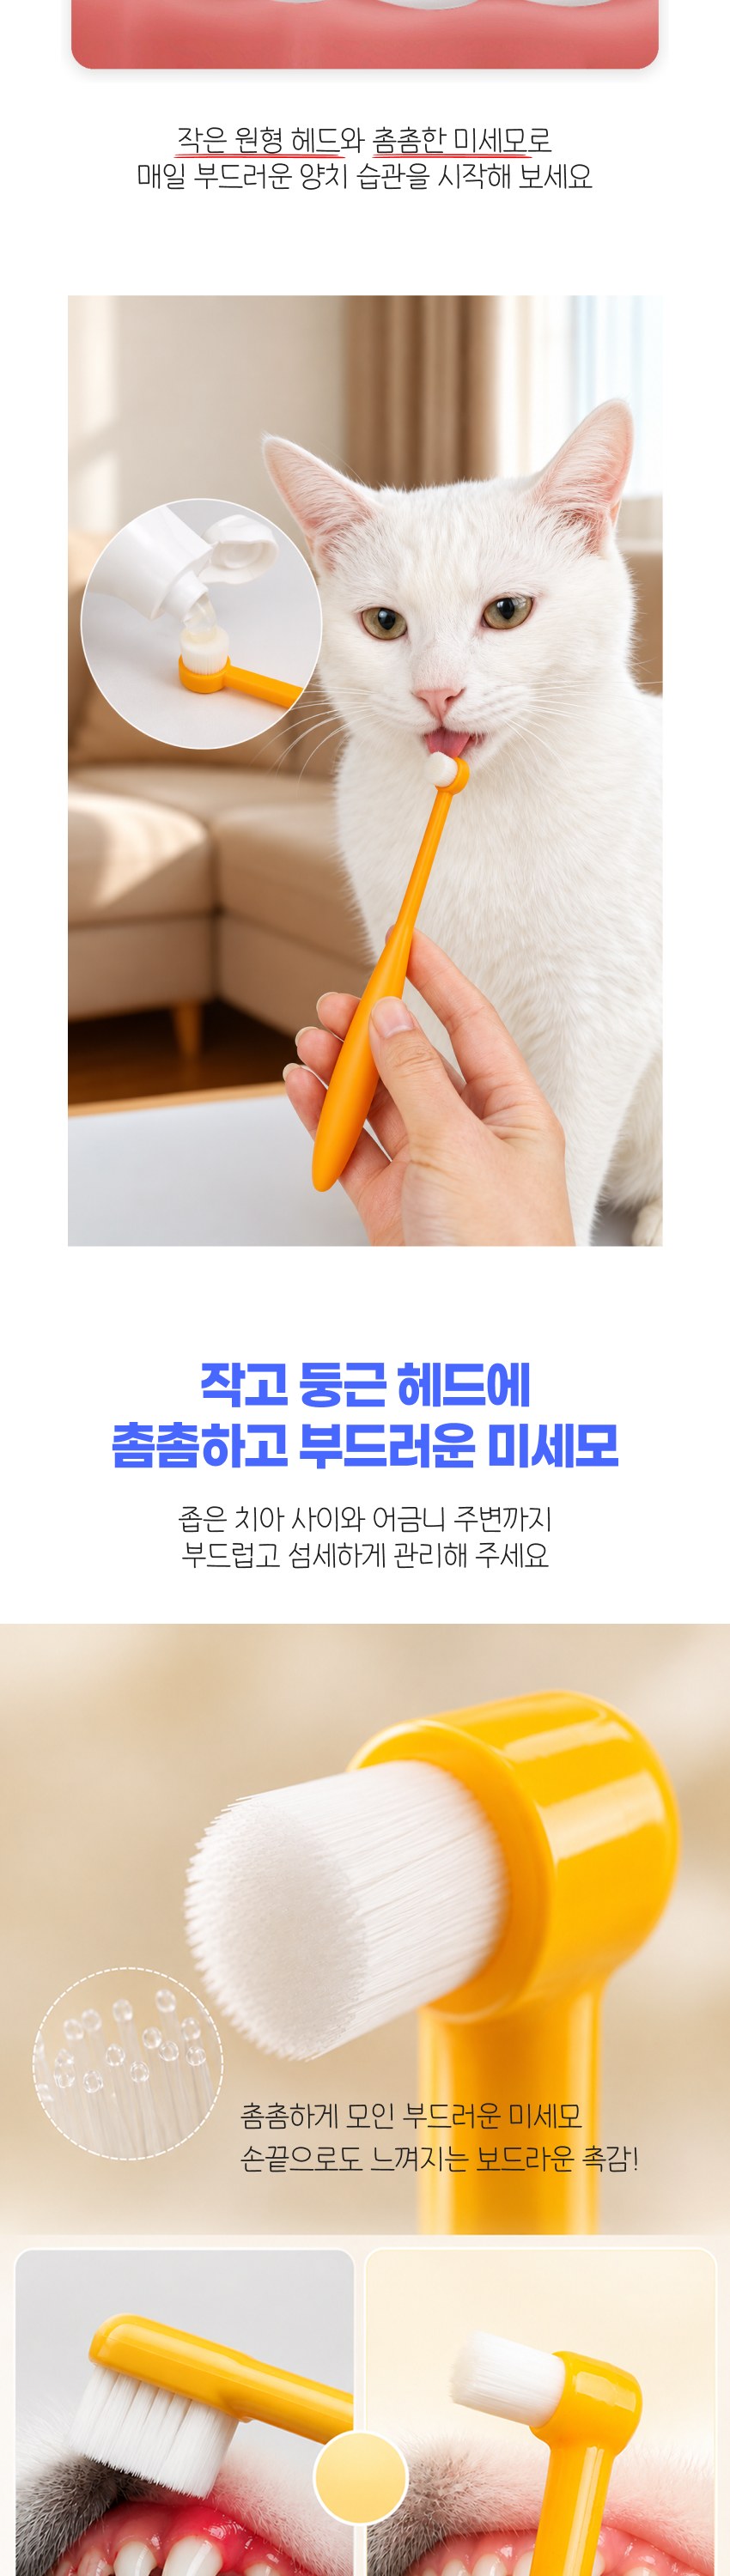 작은 원형 헤드와 촘촘한 미세모로
매일 부드러운 양치 습관을 시작해 보세요
작고 둥근 헤드에
촘촘하고 부드러운 미세모
좁은 치아 사이와 어금니 주변까지
부드럽고 섬세하게 관리해 주세요
촘촘하게 모인 부드러운 미세모
손끝으로도 느껴지는 보드라운 촉감!